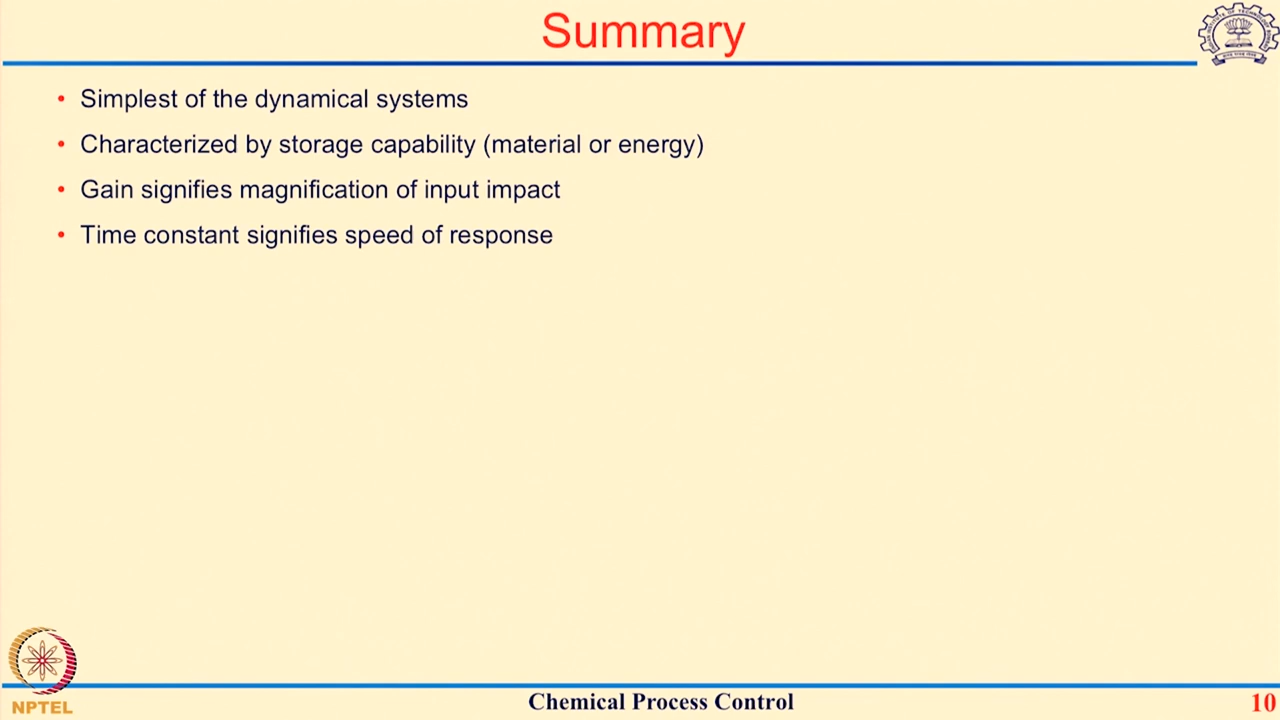 Summary
• Simplest of the dynamical systems
• Characterized by storage capability (material or energy)
• Gain signifies magnification of input impact
• Time constant signifies speed of response
NPTEL
Chemical Process Control
10